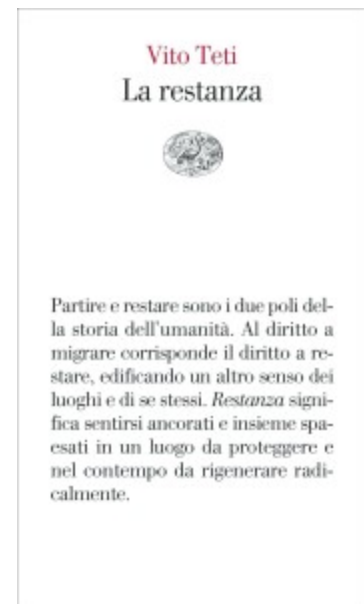 Vito Teti
La restanza
Partire e restare sono i due poli del-
la storia dell'umanità. Al diritto a
migrare corrisponde il diritto a re-
stare, edificando un altro senso dei
luoghi e di se stessi. Restanza signi-
fica sentirsi ancorati e insieme spa-
esati in un luogo da proteggere e
nel contempo da rigenerare radi-
calmente.